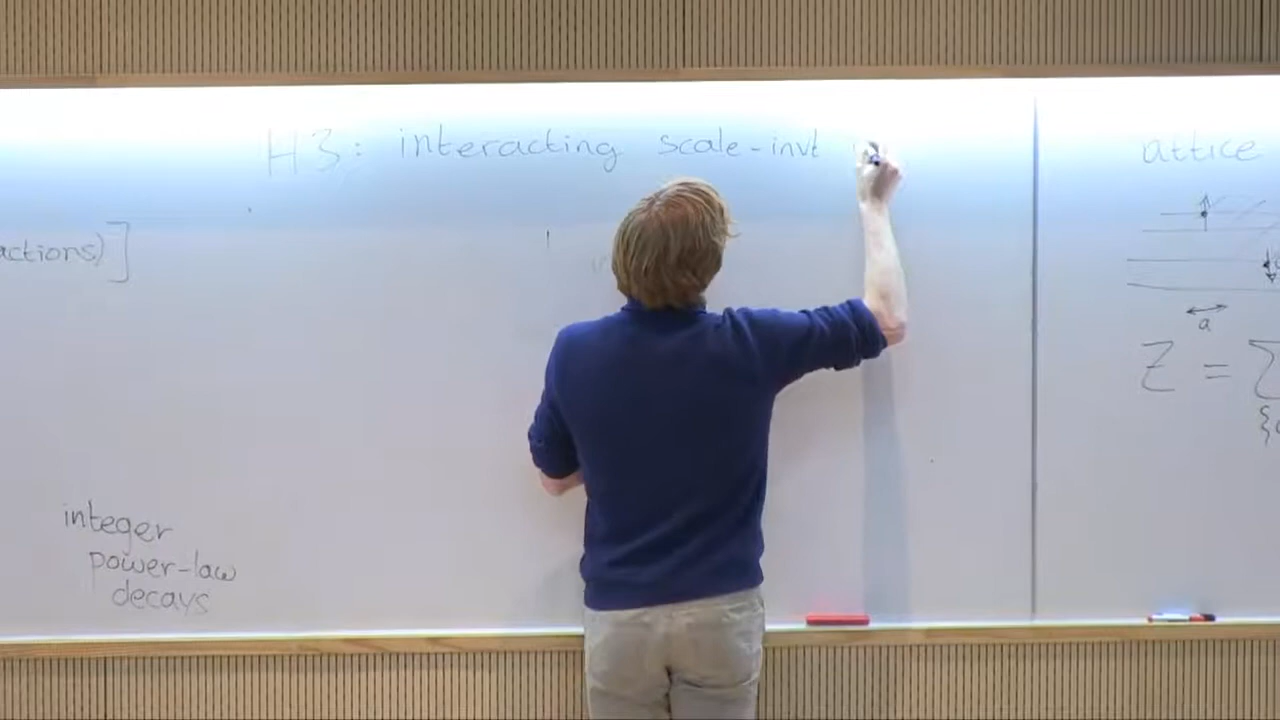 H3: interacting scale-invt
actions)]
integer
power-law
decays
attice
a
Z = Σ
{